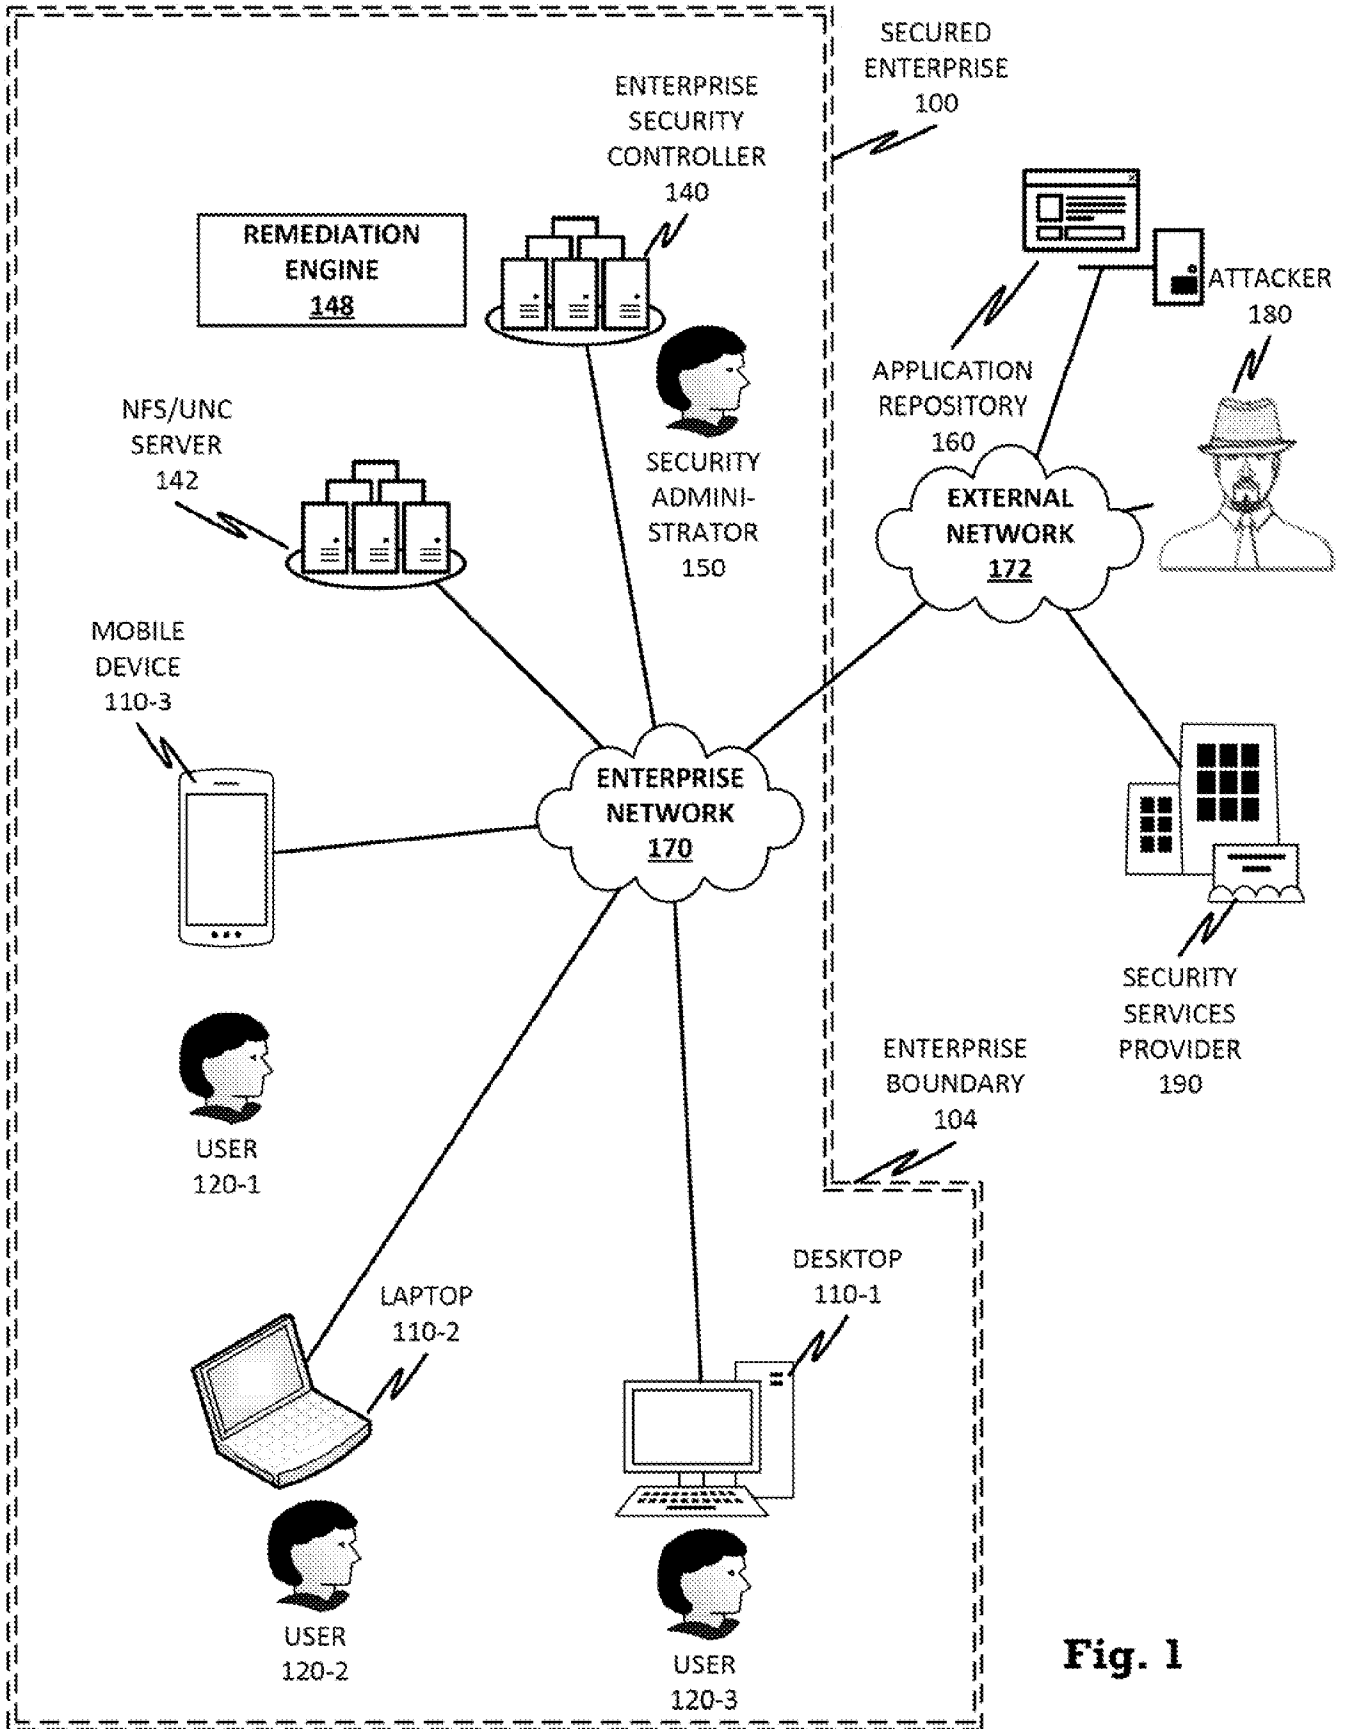 SECURED
ENTERPRISE
100
ENTERPRISE
SECURITY
CONTROLLER
140
REMEDIATION
ENGINE
148
ATTACKER
180
APPLICATION
REPOSITORY
160
NFS/UNC
SERVER
142
SECURITY
ADMINI-
STRATOR
150
EXTERNAL
NETWORK
172
MOBILE
DEVICE
110-3
ENTERPRISE
NETWORK
170
SECURITY
SERVICES
PROVIDER
190
ENTERPRISE
BOUNDARY
104
USER
120-1
DESKTOP
110-1
LAPTOP
110-2
USER
120-2
USER
120-3
Fig. 1